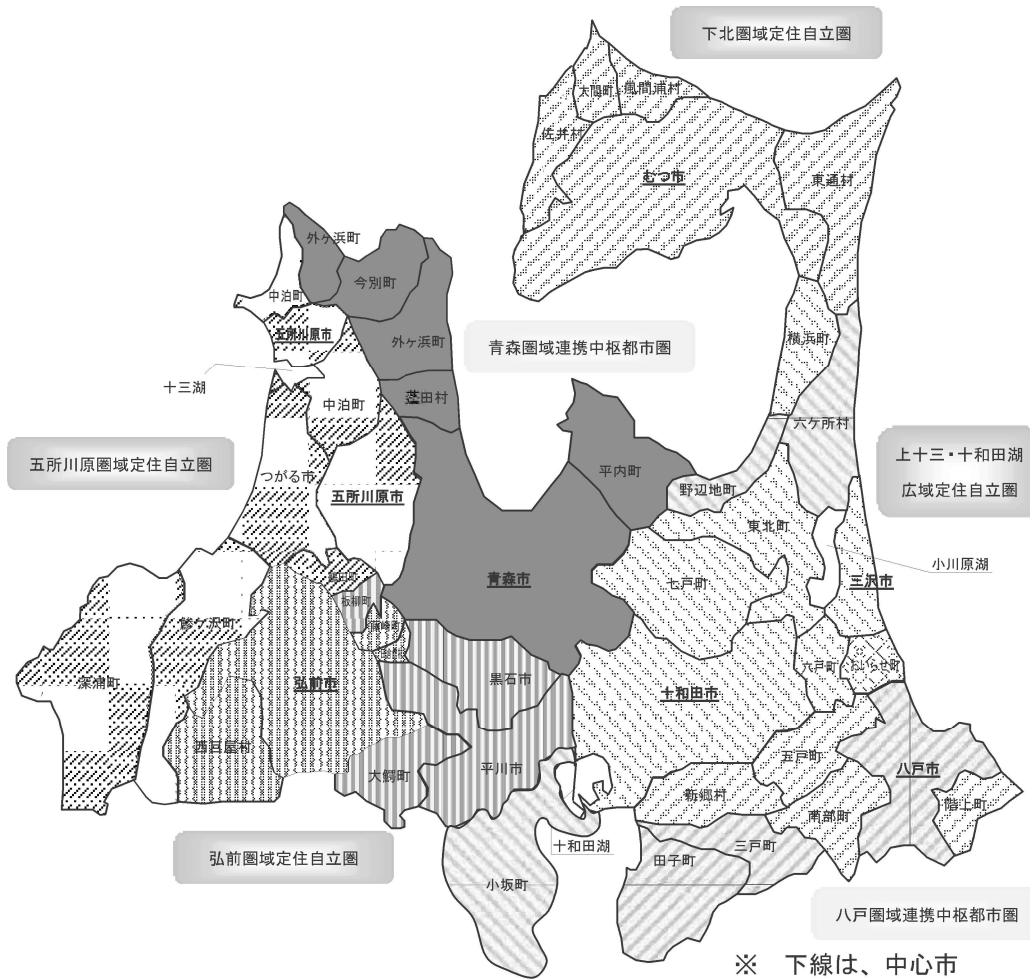 下北圏域定住自立圏
大間町
風間浦村
佐井村
むつ市
東通村
外ヶ浜町
今別町
中泊町
五所川原市
外ヶ浜町
青森圏域連携中枢都市圏
横浜町
十三湖
蓬田村
中泊町
六ケ所村
五所川原圏域定住自立圏
つがる市
五所川原市
平内町
野辺地町
上十三・十和田湖
広域定住自立圏
東北町
小川原湖
青森市
七戸町
三沢市
鶴田町
板柳町
藤崎町
鰺ケ沢町
六戸町
おいらせ町
深浦町
弘前市
黒石市
十和田市
西目屋村
大鰐町
平川市
五戸町
八戸市
新郷村
階上町
南部町
弘前圏域定住自立圏
十和田湖
三戸町
田子町
小坂町
八戸圏域連携中枢都市圏
※　下線は、中心市